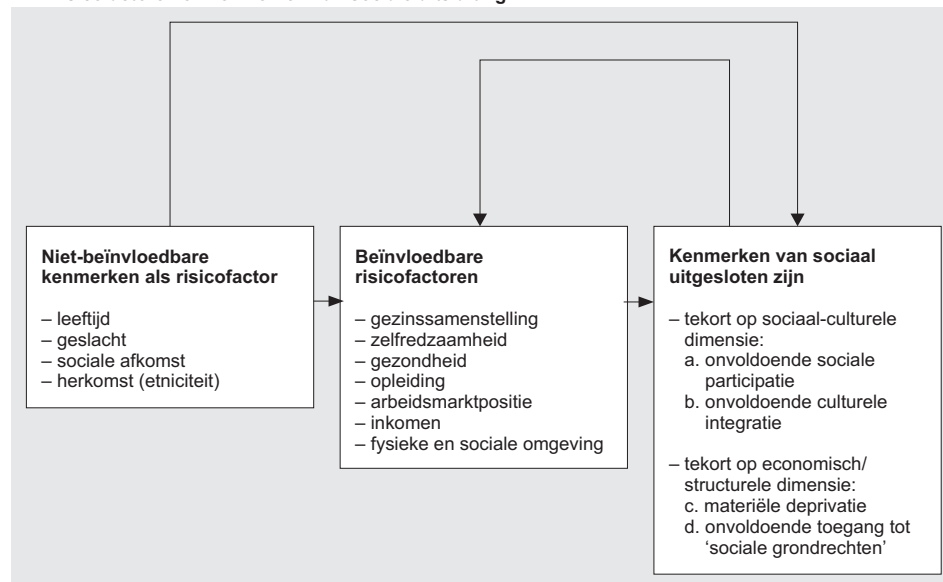 Niet-beïnvloedbare
kenmerken als risicofactor
– leeftijd
– geslacht
– sociale afkomst
– herkomst (etniciteit)
Beïnvloedbare
risicofactoren
– gezinssamenstelling
– zelfredzaamheid
– gezondheid
– opleiding
– arbeidsmarktpositie
– inkomen
– fysieke en sociale omgeving
Kenmerken van sociaal
uitgesloten zijn
– tekort op sociaal-culturele
dimensie:
a. onvoldoende sociale
participatie
b. onvoldoende culturele
integratie
– tekort op economisch/
structurele dimensie:
c. materiële deprivatie
d. onvoldoende toegang tot
‘sociale grondrechten’